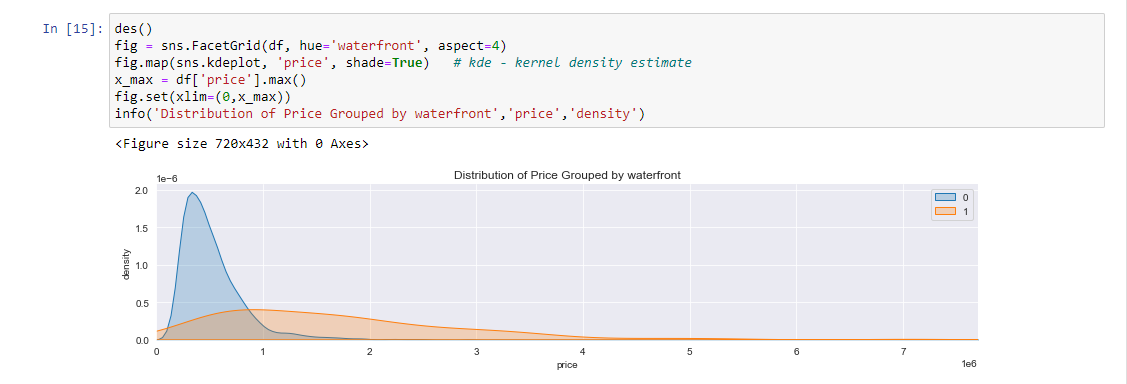 In [15]: des()
fig = sns.FacetGrid(df, hue='waterfront', aspect=4)
fig.map(sns.kdeplot, 'price', shade=True)   # kde - kernel density estimate
x_max = df['price'].max()
fig.set(xlim=(0,x_max))
info('Distribution of Price Grouped by waterfront','price','density')
<Figure size 720x432 with 0 Axes>
Distribution of Price Grouped by waterfront
1e−6
2.0
1.5
1.0
0.5
0.0
density
0
1
0 1 2 3 4 5 6 7
price
1e6